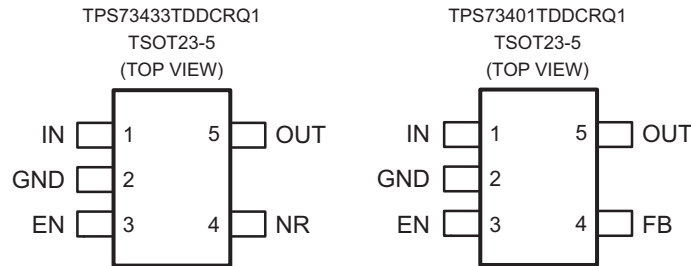 TPS73433TDDCRQ1
TSOT23-5
(TOP VIEW)
IN 1 5 OUT
GND 2
EN 3 4 NR
TPS73401TDDCRQ1
TSOT23-5
(TOP VIEW)
IN 1 5 OUT
GND 2
EN 3 4 FB